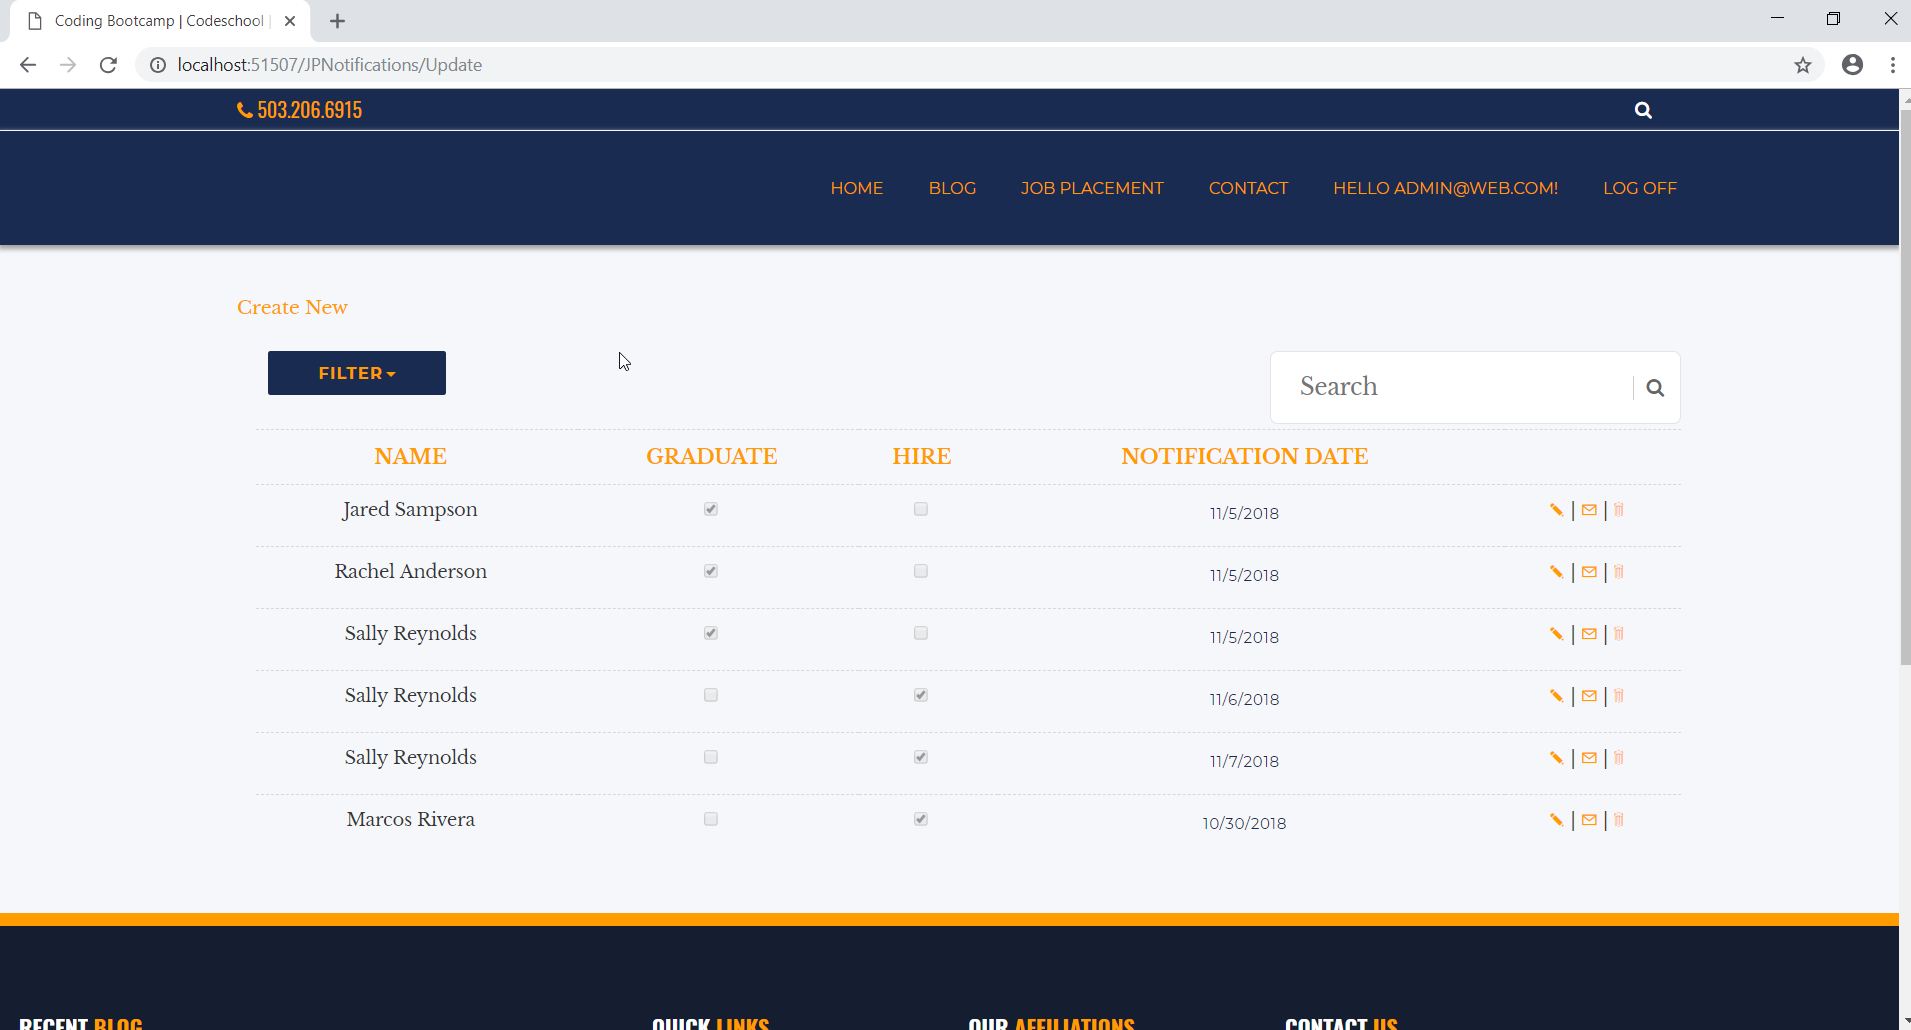 Coding Bootcamp | Codeschool |
localhost:51507/JPNotifications/Update
503.206.6915
HOME BLOG JOB PLACEMENT CONTACT HELLO ADMIN@WEB.COM! LOG OFF
Create New
FILTER
Search
NAME GRADUATE HIRE NOTIFICATION DATE
Jared Sampson 11/5/2018 | |
Rachel Anderson 11/5/2018 | |
Sally Reynolds 11/5/2018 | |
Sally Reynolds 11/6/2018 | |
Sally Reynolds 11/7/2018 | |
Marcos Rivera 10/30/2018 | |
RECENT BLOG QUICK LINKS OUR AFFILIATIONS CONTACT US